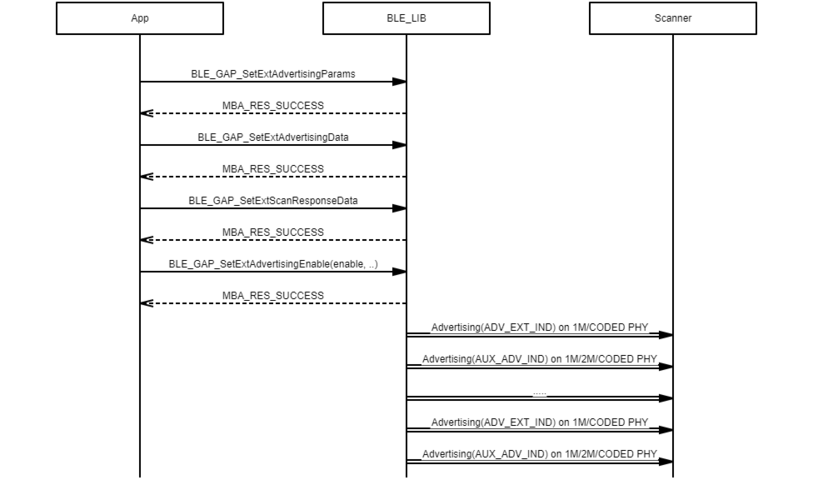 App
BLE_LIB
Scanner
BLE_GAP_SetExtAdvertisingParams
MBA_RES_SUCCESS
BLE_GAP_SetExtAdvertisingData
MBA_RES_SUCCESS
BLE_GAP_SetExtScanResponseData
MBA_RES_SUCCESS
BLE_GAP_SetExtAdvertisingEnable(enable, ..)
MBA_RES_SUCCESS
Advertising(ADV_EXT_IND) on 1M/CODED PHY
Advertising(AUX_ADV_IND) on 1M/2M/CODED PHY
.....
Advertising(ADV_EXT_IND) on 1M/CODED PHY
Advertising(AUX_ADV_IND) on 1M/2M/CODED PHY